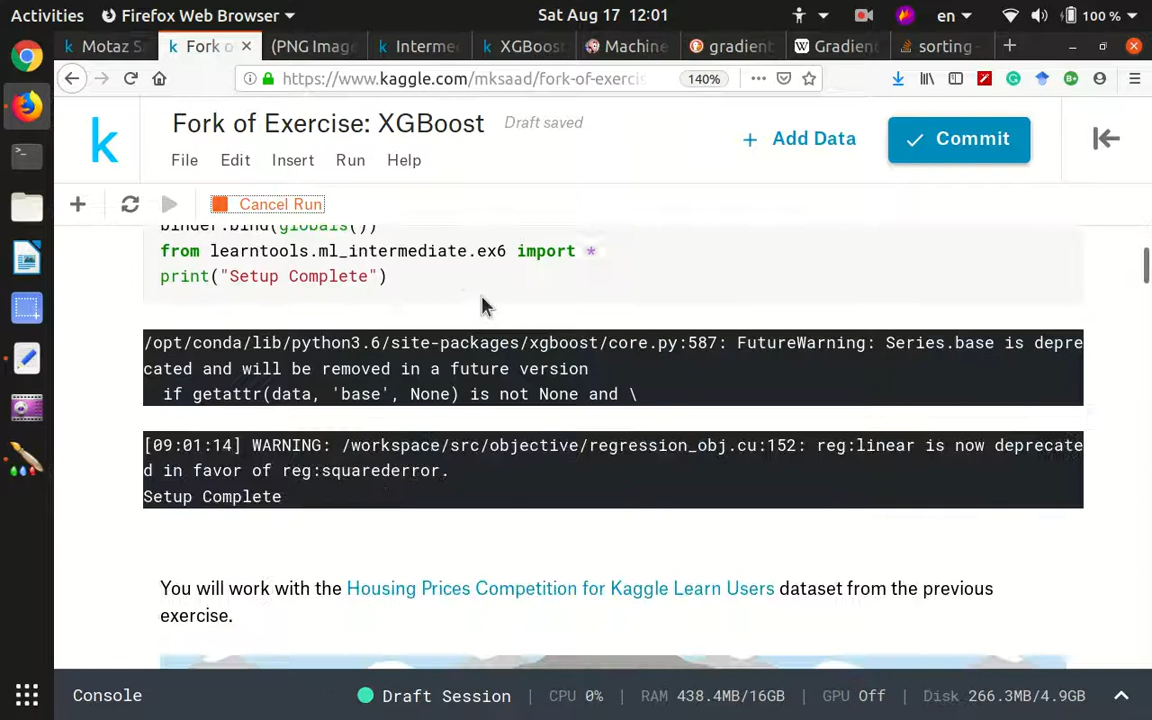 Activities Firefox Web Browser Sat Aug 17 12:01 en 100 %
Motaz S Fork o (PNG Image Interme XGBoost Machine gradient Gradien sorting
https://www.kaggle.com/mksaad/fork-of-exercis 140%
k Fork of Exercise: XGBoost Draft saved
+ Add Data Commit
File Edit Insert Run Help
Cancel Run
binder.bind(globals())
from learntools.ml_intermediate.ex6 import *
print("Setup Complete")
/opt/conda/lib/python3.6/site-packages/xgboost/core.py:587: FutureWarning: Series.base is depre
cated and will be removed in a future version
if getattr(data, 'base', None) is not None and \
[09:01:14] WARNING: /workspace/src/objective/regression_obj.cu:152: reg:linear is now deprecate
d in favor of reg:squarederror.
Setup Complete
You will work with the Housing Prices Competition for Kaggle Learn Users dataset from the previous
exercise.
Console Draft Session | CPU 0% | RAM 438.4MB/16GB | GPU Off | Disk 266.3MB/4.9GB